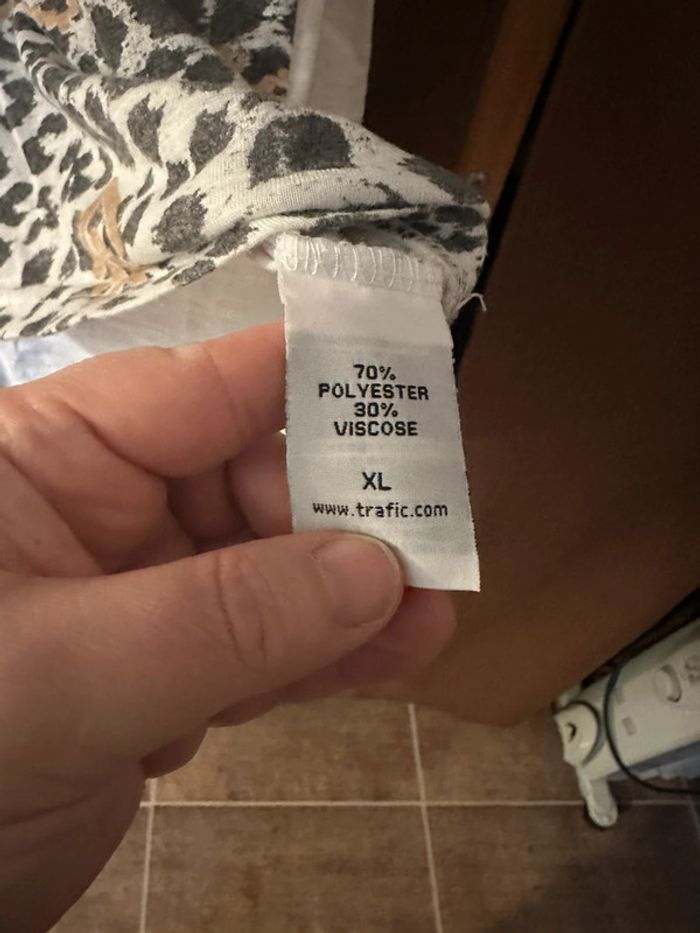 70%
POLYESTER
30%
VISCOSE
XL
www.trafic.com